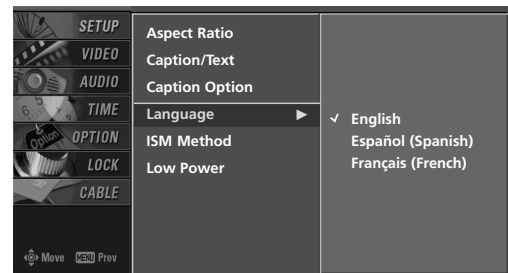 SETUP
VIDEO
AUDIO
TIME
OPTION
LOCK
CABLE
Move MENU Prev
Aspect Ratio
Caption/Text
Caption Option
Language ▶
ISM Method
Low Power
✓ English
Español (Spanish)
Français (French)